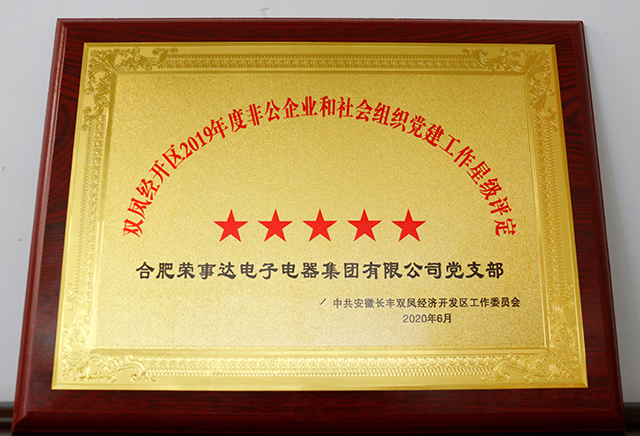 双凤经开区2019年度非公企业和社会组织党建工作星级评定
★★★★★
合肥荣事达电子电器集团有限公司党支部
中共安徽长丰双凤经济开发区工作委员会
2020年6月